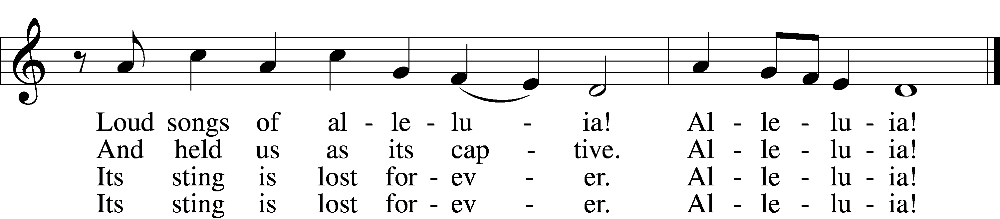 Loud songs of al - le - lu - ia! Al - le - lu - ia!
And held us as its cap - tive. Al - le - lu - ia!
Its sting is lost for - ev - er. Al - le - lu - ia!
Its sting is lost for - ev - er. Al - le - lu - ia!